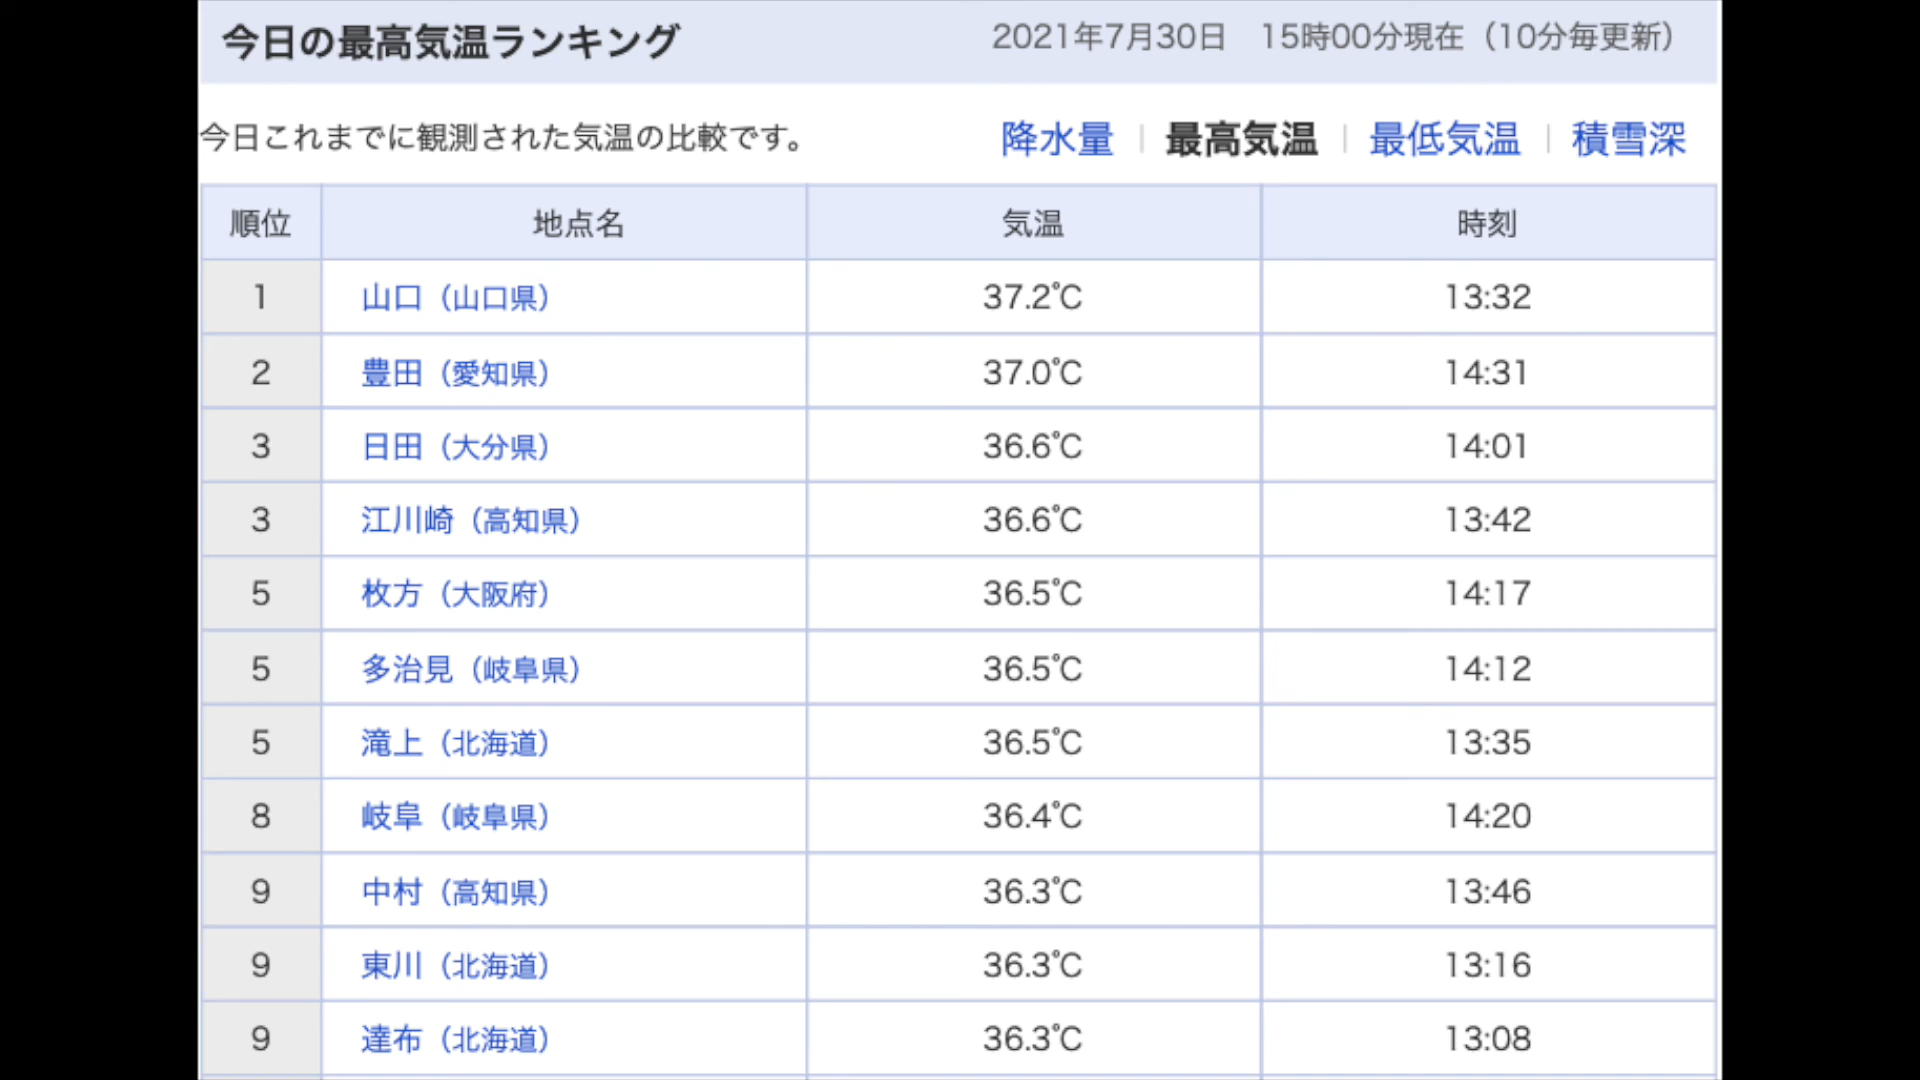 今日の最高気温ランキング 2021年7月30日 15時00分現在（10分毎更新）
今日これまでに観測された気温の比較です。 降水量 | 最高気温 | 最低気温 | 積雪深
順位 地点名 気温 時刻
1 山口（山口県） 37.2℃ 13:32
2 豊田（愛知県） 37.0℃ 14:31
3 日田（大分県） 36.6℃ 14:01
3 江川崎（高知県） 36.6℃ 13:42
5 枚方（大阪府） 36.5℃ 14:17
5 多治見（岐阜県） 36.5℃ 14:12
5 滝上（北海道） 36.5℃ 13:35
8 岐阜（岐阜県） 36.4℃ 14:20
9 中村（高知県） 36.3℃ 13:46
9 東川（北海道） 36.3℃ 13:16
9 達布（北海道） 36.3℃ 13:08